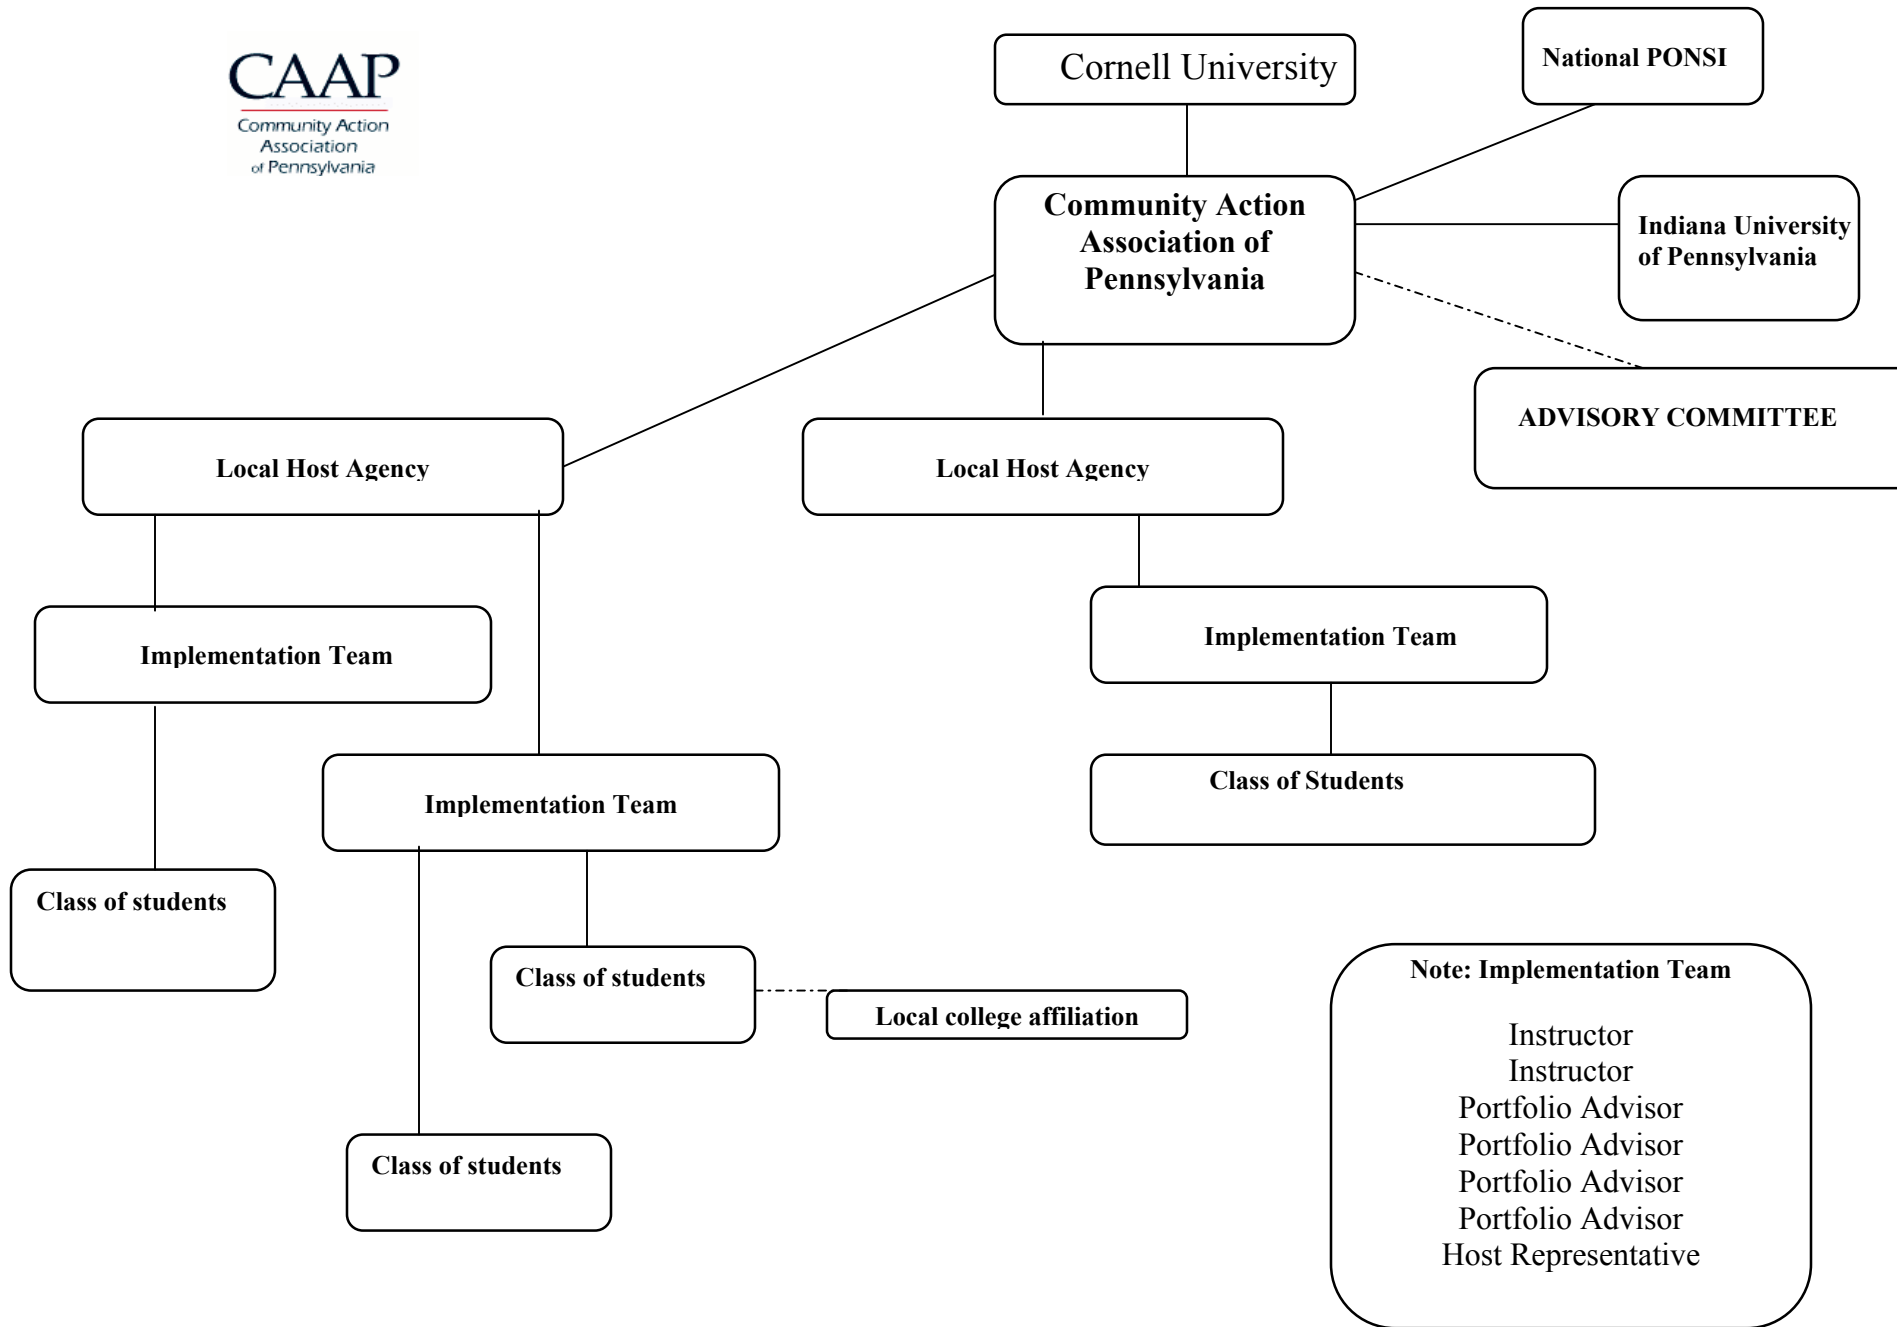 CAAP
Community Action
Association
of Pennsylvania
Cornell University
National PONSI
Community Action
Association of
Pennsylvania
Indiana University
of Pennsylvania
ADVISORY COMMITTEE
Local Host Agency
Local Host Agency
Implementation Team
Implementation Team
Implementation Team
Class of Students
Class of students
Class of students
Local college affiliation
Class of students
Note: Implementation Team
Instructor
Instructor
Portfolio Advisor
Portfolio Advisor
Portfolio Advisor
Portfolio Advisor
Host Representative